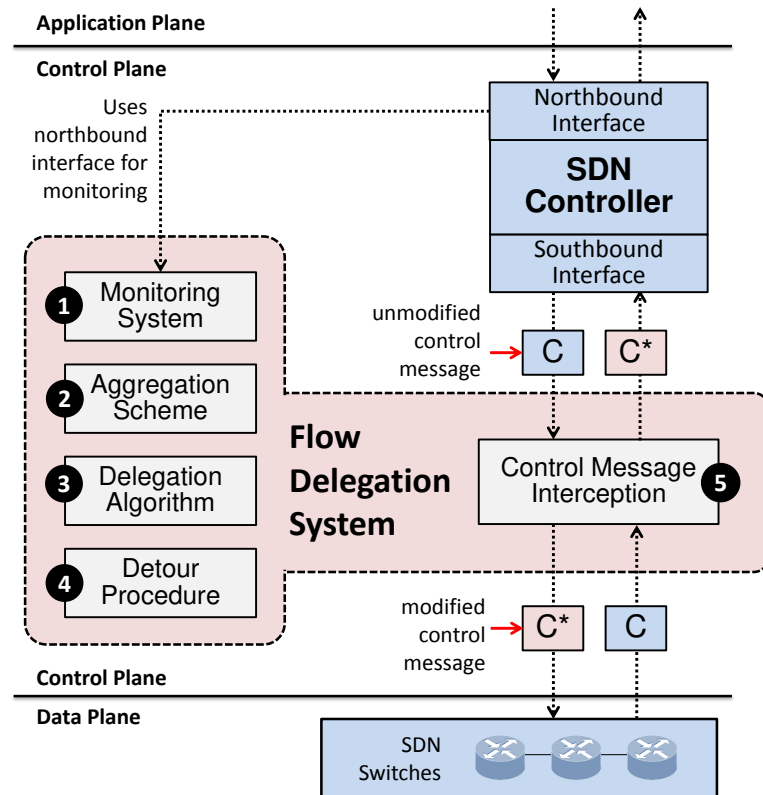 Application Plane
Control Plane
Uses
northbound
interface for
monitoring
Northbound
Interface
SDN
Controller
Southbound
Interface
1
Monitoring
System
unmodified
control
message
C
C*
2
Aggregation
Scheme
Flow
Delegation
System
3
Delegation
Algorithm
Control Message
Interception
5
4
Detour
Procedure
modified
control
message
C*
C
Control Plane
Data Plane
SDN
Switches